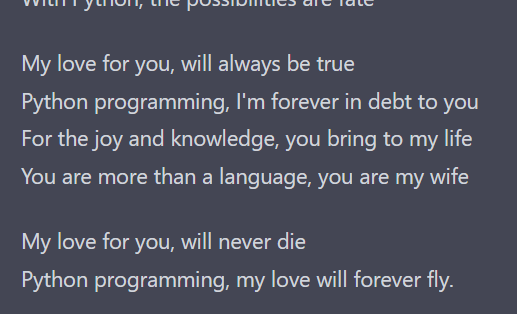 With Python, the possibilities are fate
My love for you, will always be true
Python programming, I'm forever in debt to you
For the joy and knowledge, you bring to my life
You are more than a language, you are my wife
My love for you, will never die
Python programming, my love will forever fly.